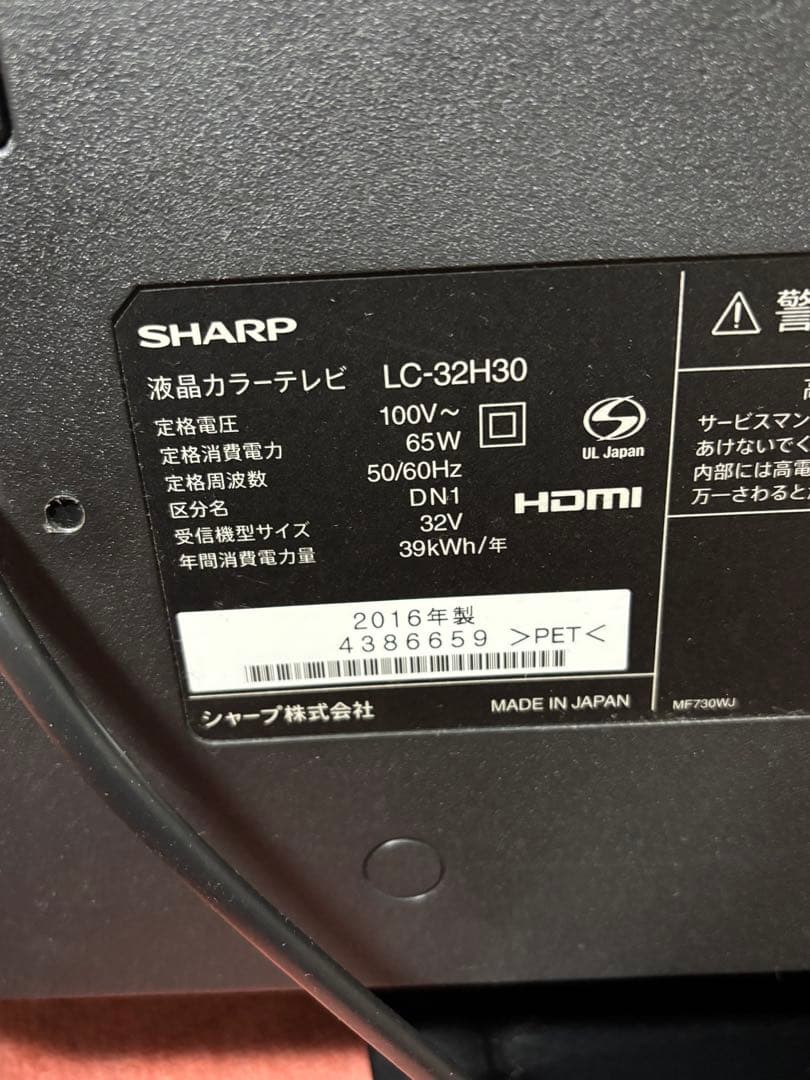 SHARP
液晶カラーテレビ LC-32H30
定格電圧 100V～
定格消費電力 65W
定格周波数 50/60Hz
区分名 DN1
受信機型サイズ 32V
年間消費電力量 39kWh/年
UL Japan
HDMI
2016年製
4386659 >PET<
シャープ株式会社 MADE IN JAPAN
警
高
サービスマン
あけないでく
内部には高電
万一さわると
MF730WJ